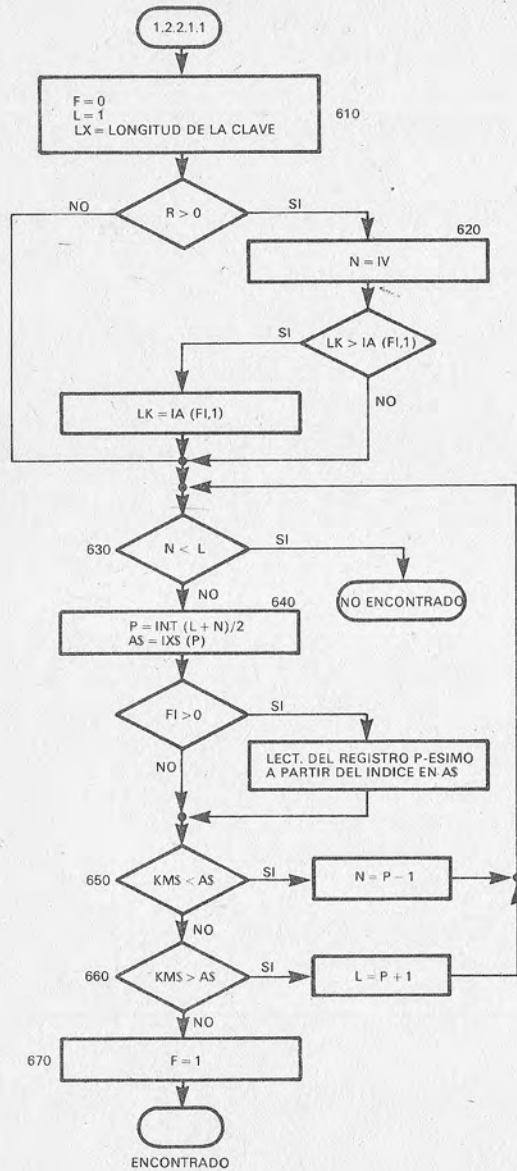 1.2.2.1.1
F = 0
L = 1
LX = LONGITUD DE LA CLAVE
610
NO
R > 0
SI
620
N = IV
SI
LK > IA (FI,1)
NO
LK = IA (FI,1)
630
N < L
SI
NO
NO ENCONTRADO
640
P = INT (L + N)/2
A$ = IX$ (P)
FI > 0
SI
NO
LECT. DEL REGISTRO P-ESIMO
A PARTIR DEL INDICE EN A$
650
KM$ < A$
SI
N = P - 1
NO
660
KM$ > A$
SI
L = P + 1
NO
670
F = 1
ENCONTRADO